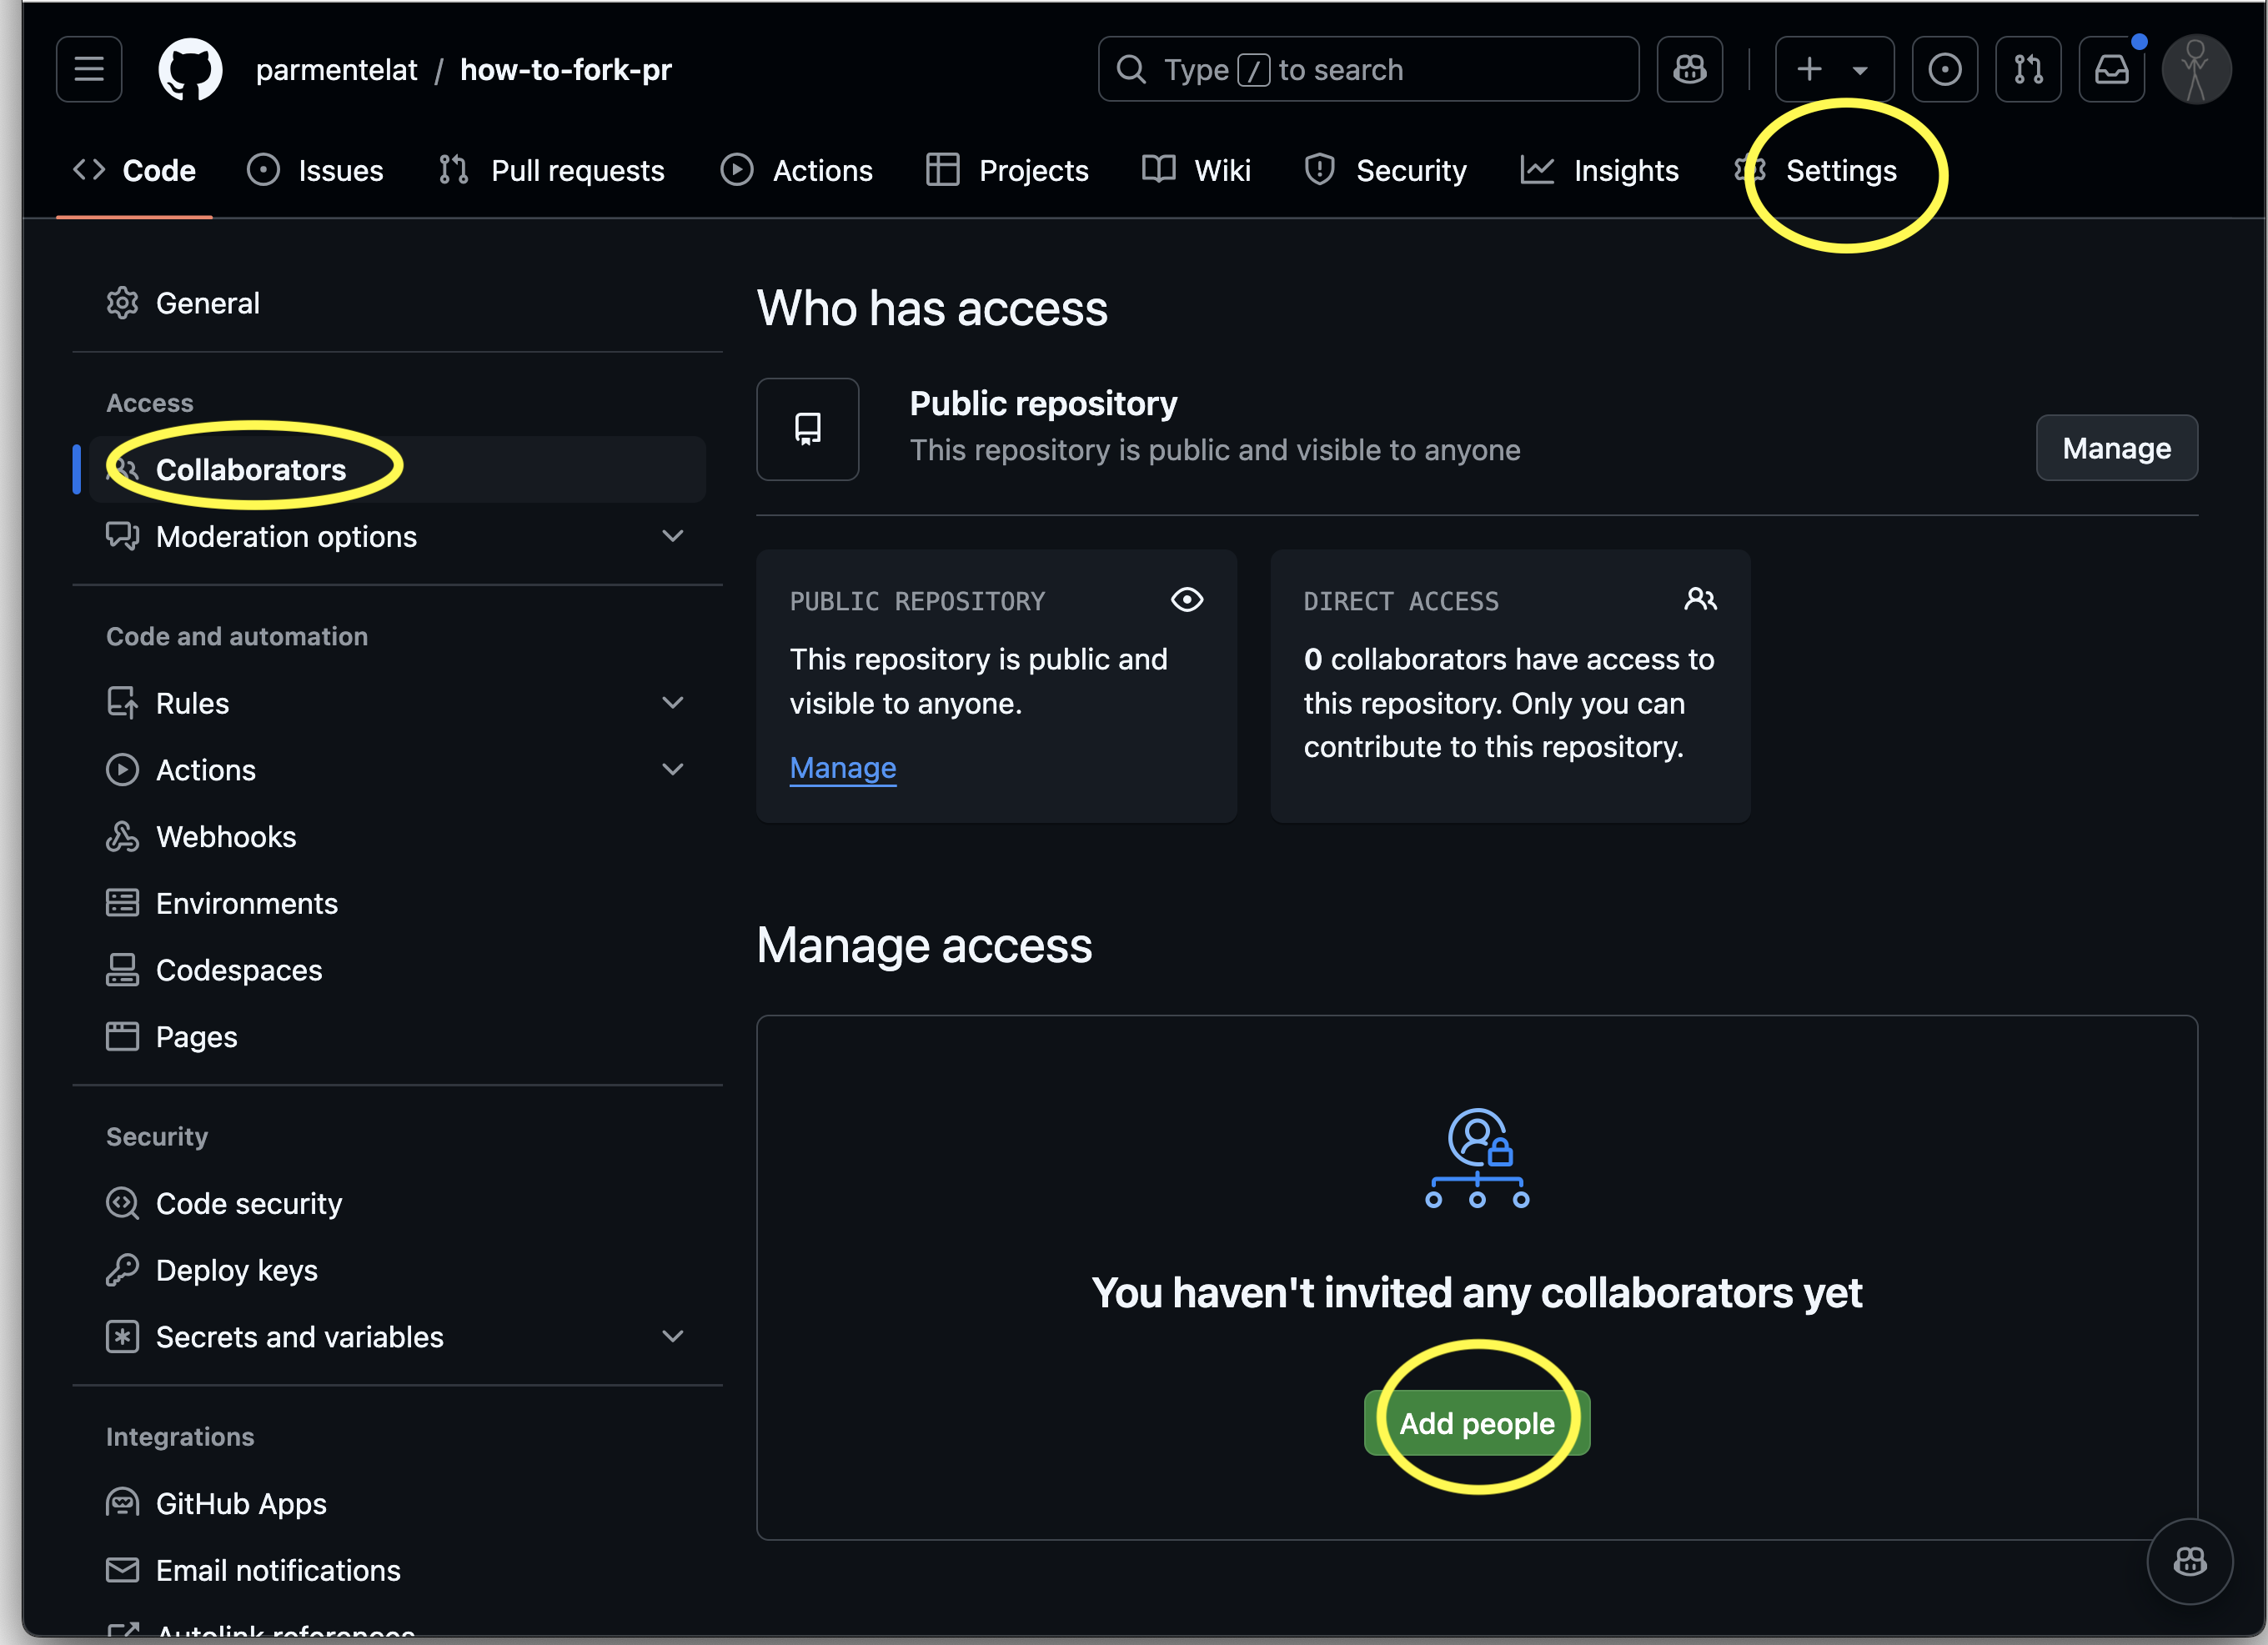 parmentelat / how-to-fork-pr
Type / to search
Code
Issues
Pull requests
Actions
Projects
Wiki
Security
Insights
Settings
General
Access
Collaborators
Moderation options
Code and automation
Rules
Actions
Webhooks
Environments
Codespaces
Pages
Security
Code security
Deploy keys
Secrets and variables
Integrations
GitHub Apps
Email notifications
Autolink references
Who has access
Public repository
This repository is public and visible to anyone
Manage
PUBLIC REPOSITORY
This repository is public and
visible to anyone.
Manage
DIRECT ACCESS
0 collaborators have access to
this repository. Only you can
contribute to this repository.
Manage access
You haven't invited any collaborators yet
Add people